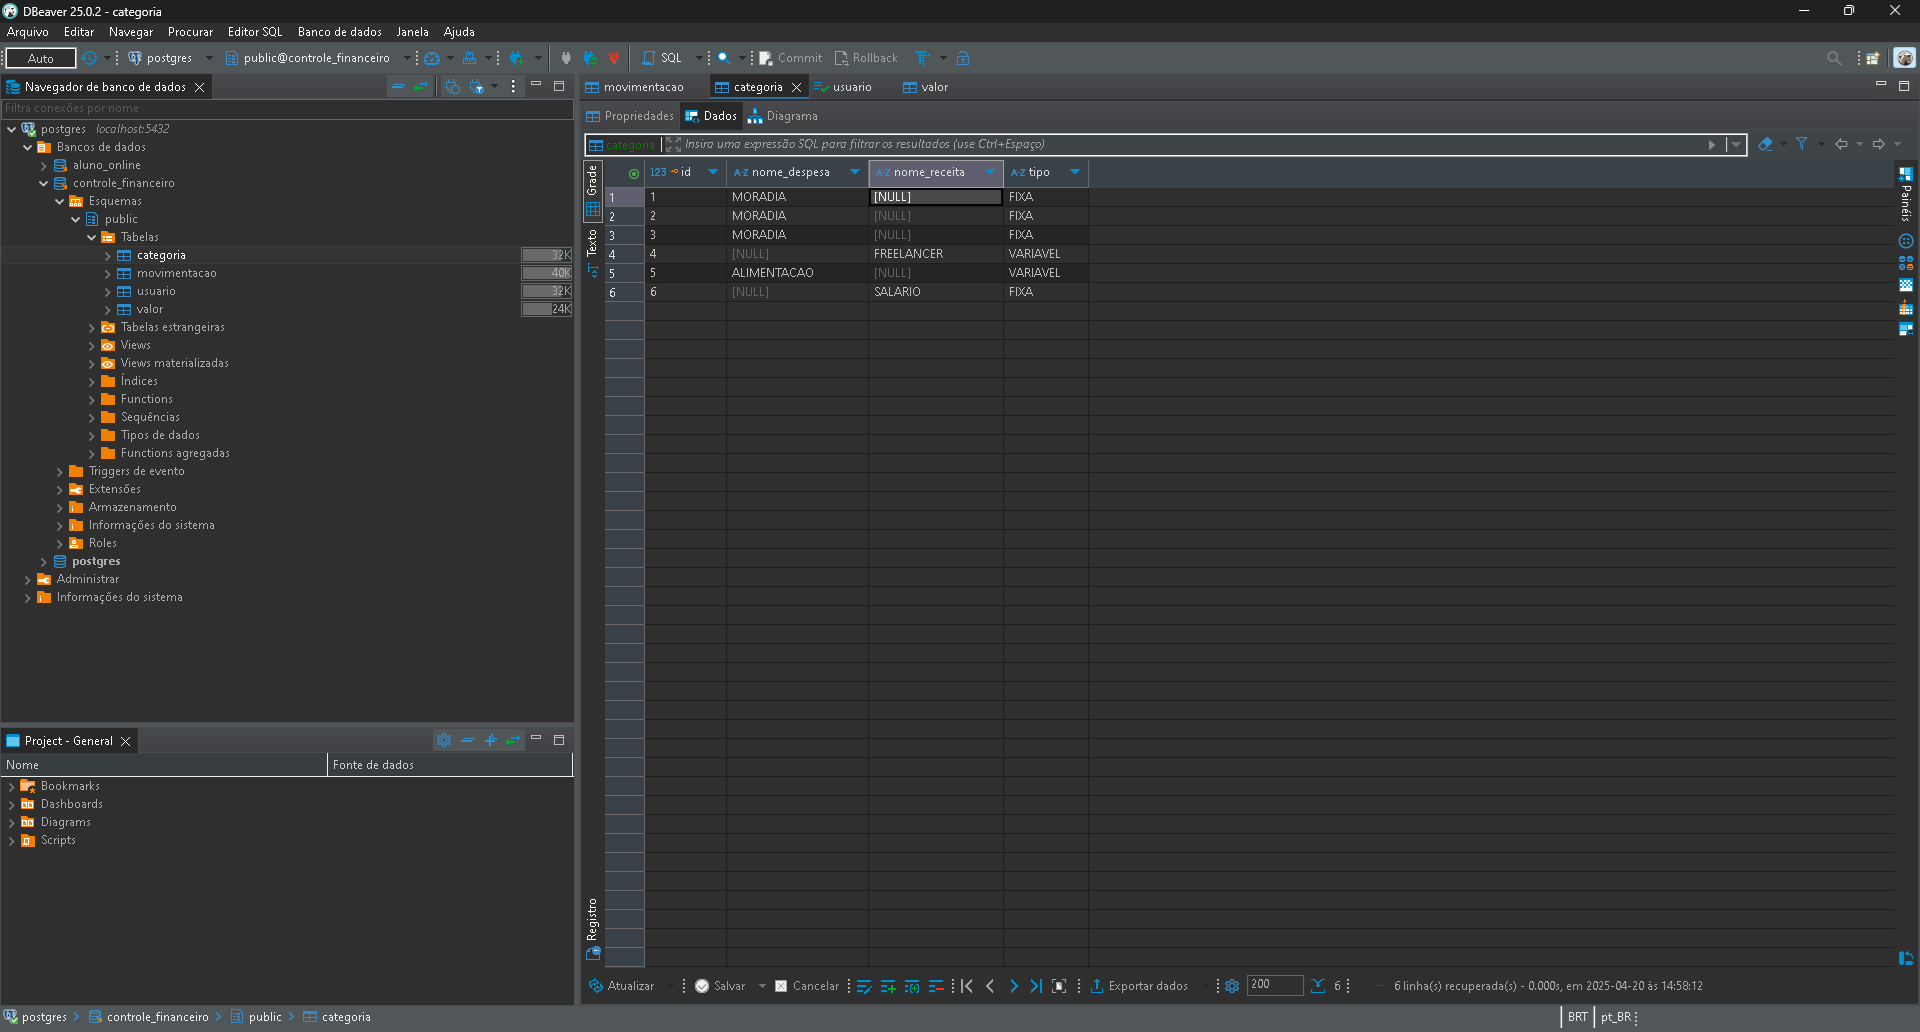 DBeaver 25.0.2 - categoria
Arquivo Editar Navegar Procurar Editor SQL Banco de dados Janela Ajuda
Auto postgres public@controle_financeiro SQL Commit Rollback
Navegador de banco de dados
Filtra conexões por nome
postgres localhost:5432
Bancos de dados
aluno_online
controle_financeiro
Esquemas
public
Tabelas
categoria 32K
movimentacao 40K
usuario 32K
valor 24K
Tabelas estrangeiras
Views
Views materializadas
Índices
Functions
Sequências
Tipos de dados
Functions agregadas
Triggers de evento
Extensões
Armazenamento
Informações do sistema
Roles
postgres
Administrar
Informações do sistema
Project - General
Nome Fonte de dados
Bookmarks
Dashboards
Diagrams
Scripts
movimentacao categoria usuario valor
Propriedades Dados Diagrama
categoria Insira uma expressão SQL para filtrar os resultados (use Ctrl+Espaço)
Grade
Texto
Registro
Painéis
123 id A-Z nome_despesa A-Z nome_receita A-Z tipo
1 1 MORADIA [NULL] FIXA
2 2 MORADIA [NULL] FIXA
3 3 MORADIA [NULL] FIXA
4 4 [NULL] FREELANCER VARIAVEL
5 5 ALIMENTACAO [NULL] VARIAVEL
6 6 [NULL] SALARIO FIXA
Atualizar Salvar Cancelar Exportar dados 200 6 6 linha(s) recuperada(s) - 0.000s, em 2025-04-20 às 14:58:12
postgres controle_financeiro public categoria
BRT pt_BR